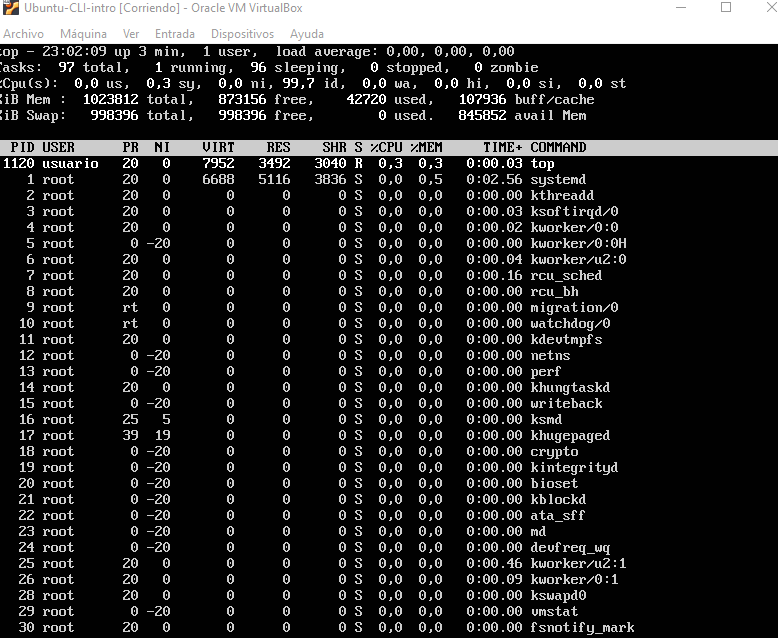 Ubuntu-CLI-intro [Corriendo] - Oracle VM VirtualBox
Archivo Máquina Ver Entrada Dispositivos Ayuda
top - 23:02:09 up 3 min, 1 user, load average: 0,00, 0,00, 0,00
Tasks: 97 total, 1 running, 96 sleeping, 0 stopped, 0 zombie
%Cpu(s): 0,0 us, 0,3 sy, 0,0 ni, 99,7 id, 0,0 wa, 0,0 hi, 0,0 si, 0,0 st
KiB Mem : 1023812 total, 873156 free, 42720 used, 107936 buff/cache
KiB Swap: 998396 total, 998396 free, 0 used. 845852 avail Mem
PID USER PR NI VIRT RES SHR S %CPU %MEM TIME+ COMMAND
1120 usuario 20 0 7952 3492 3040 R 0,3 0,3 0:00.03 top
1 root 20 0 6688 5116 3836 S 0,0 0,5 0:02.56 systemd
2 root 20 0 0 0 0 S 0,0 0,0 0:00.00 kthreadd
3 root 20 0 0 0 0 S 0,0 0,0 0:00.03 ksoftirqd/0
4 root 20 0 0 0 0 S 0,0 0,0 0:00.02 kworker/0:0
5 root 0 -20 0 0 0 S 0,0 0,0 0:00.00 kworker/0:0H
6 root 20 0 0 0 0 S 0,0 0,0 0:00.04 kworker/u2:0
7 root 20 0 0 0 0 S 0,0 0,0 0:00.16 rcu_sched
8 root 20 0 0 0 0 S 0,0 0,0 0:00.00 rcu_bh
9 root rt 0 0 0 0 S 0,0 0,0 0:00.00 migration/0
10 root rt 0 0 0 0 S 0,0 0,0 0:00.00 watchdog/0
11 root 20 0 0 0 0 S 0,0 0,0 0:00.00 kdevtmpfs
12 root 0 -20 0 0 0 S 0,0 0,0 0:00.00 netns
13 root 0 -20 0 0 0 S 0,0 0,0 0:00.00 perf
14 root 20 0 0 0 0 S 0,0 0,0 0:00.00 khungtaskd
15 root 0 -20 0 0 0 S 0,0 0,0 0:00.00 writeback
16 root 25 5 0 0 0 S 0,0 0,0 0:00.00 ksmd
17 root 39 19 0 0 0 S 0,0 0,0 0:00.00 khugepaged
18 root 0 -20 0 0 0 S 0,0 0,0 0:00.00 crypto
19 root 0 -20 0 0 0 S 0,0 0,0 0:00.00 kintegrityd
20 root 0 -20 0 0 0 S 0,0 0,0 0:00.00 bioset
21 root 0 -20 0 0 0 S 0,0 0,0 0:00.00 kblockd
22 root 0 -20 0 0 0 S 0,0 0,0 0:00.00 ata_sff
23 root 0 -20 0 0 0 S 0,0 0,0 0:00.00 md
24 root 0 -20 0 0 0 S 0,0 0,0 0:00.00 devfreq_wq
25 root 20 0 0 0 0 S 0,0 0,0 0:00.46 kworker/u2:1
26 root 20 0 0 0 0 S 0,0 0,0 0:00.09 kworker/0:1
28 root 20 0 0 0 0 S 0,0 0,0 0:00.00 kswapd0
29 root 0 -20 0 0 0 S 0,0 0,0 0:00.00 vmstat
30 root 20 0 0 0 0 S 0,0 0,0 0:00.00 fsnotify_mark